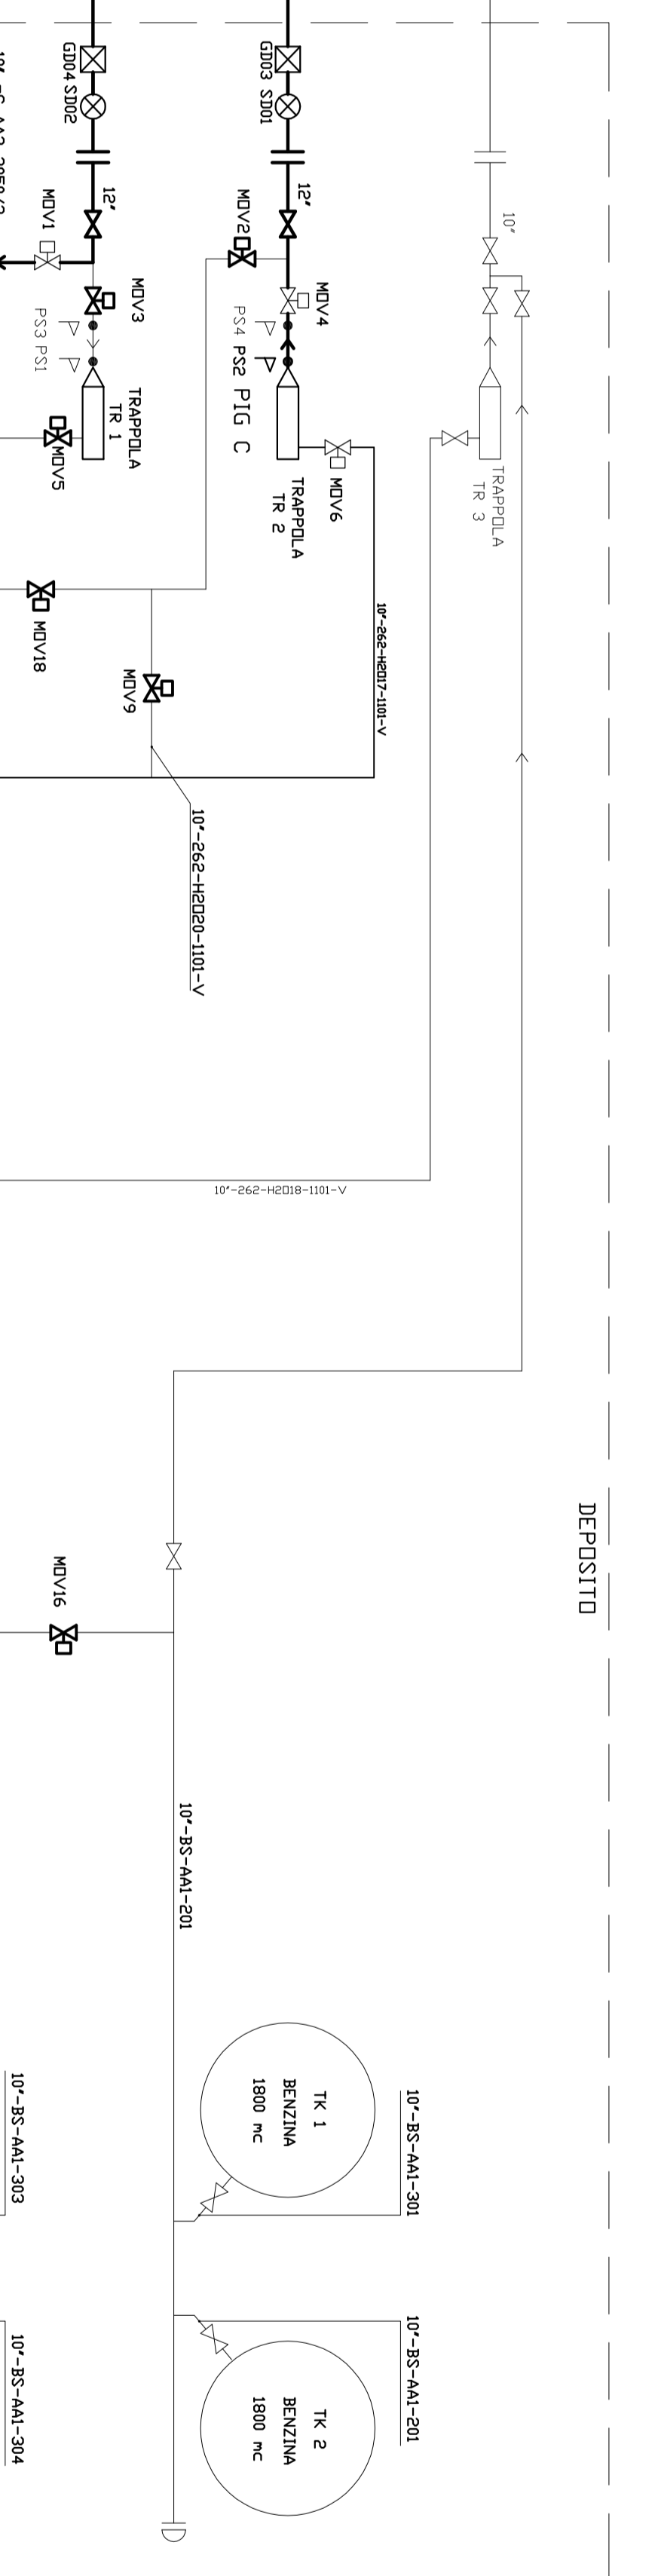 DEPOSITO
10"
TRAPPOLA
TR 3
GD03 SD01
12"
MOV2
MOV4
PS4 PS2 PIG C
TRAPPOLA
TR 2
MOV6
10"-262-H2O17-1101-V
GD04 SD02
12"
MOV1
MOV3
PS3 PS1
TRAPPOLA
TR 1
MOV5
MOV18
MOV9
10"-262-H2O20-1101-V
10"-262-H2O18-1101-V
MOV16
10"-BS-AA1-201
TK 1
BENZINA
1800 mc
10"-BS-AA1-301
TK 2
BENZINA
1800 mc
10"-BS-AA1-201
10"-BS-AA1-303
10"-BS-AA1-304